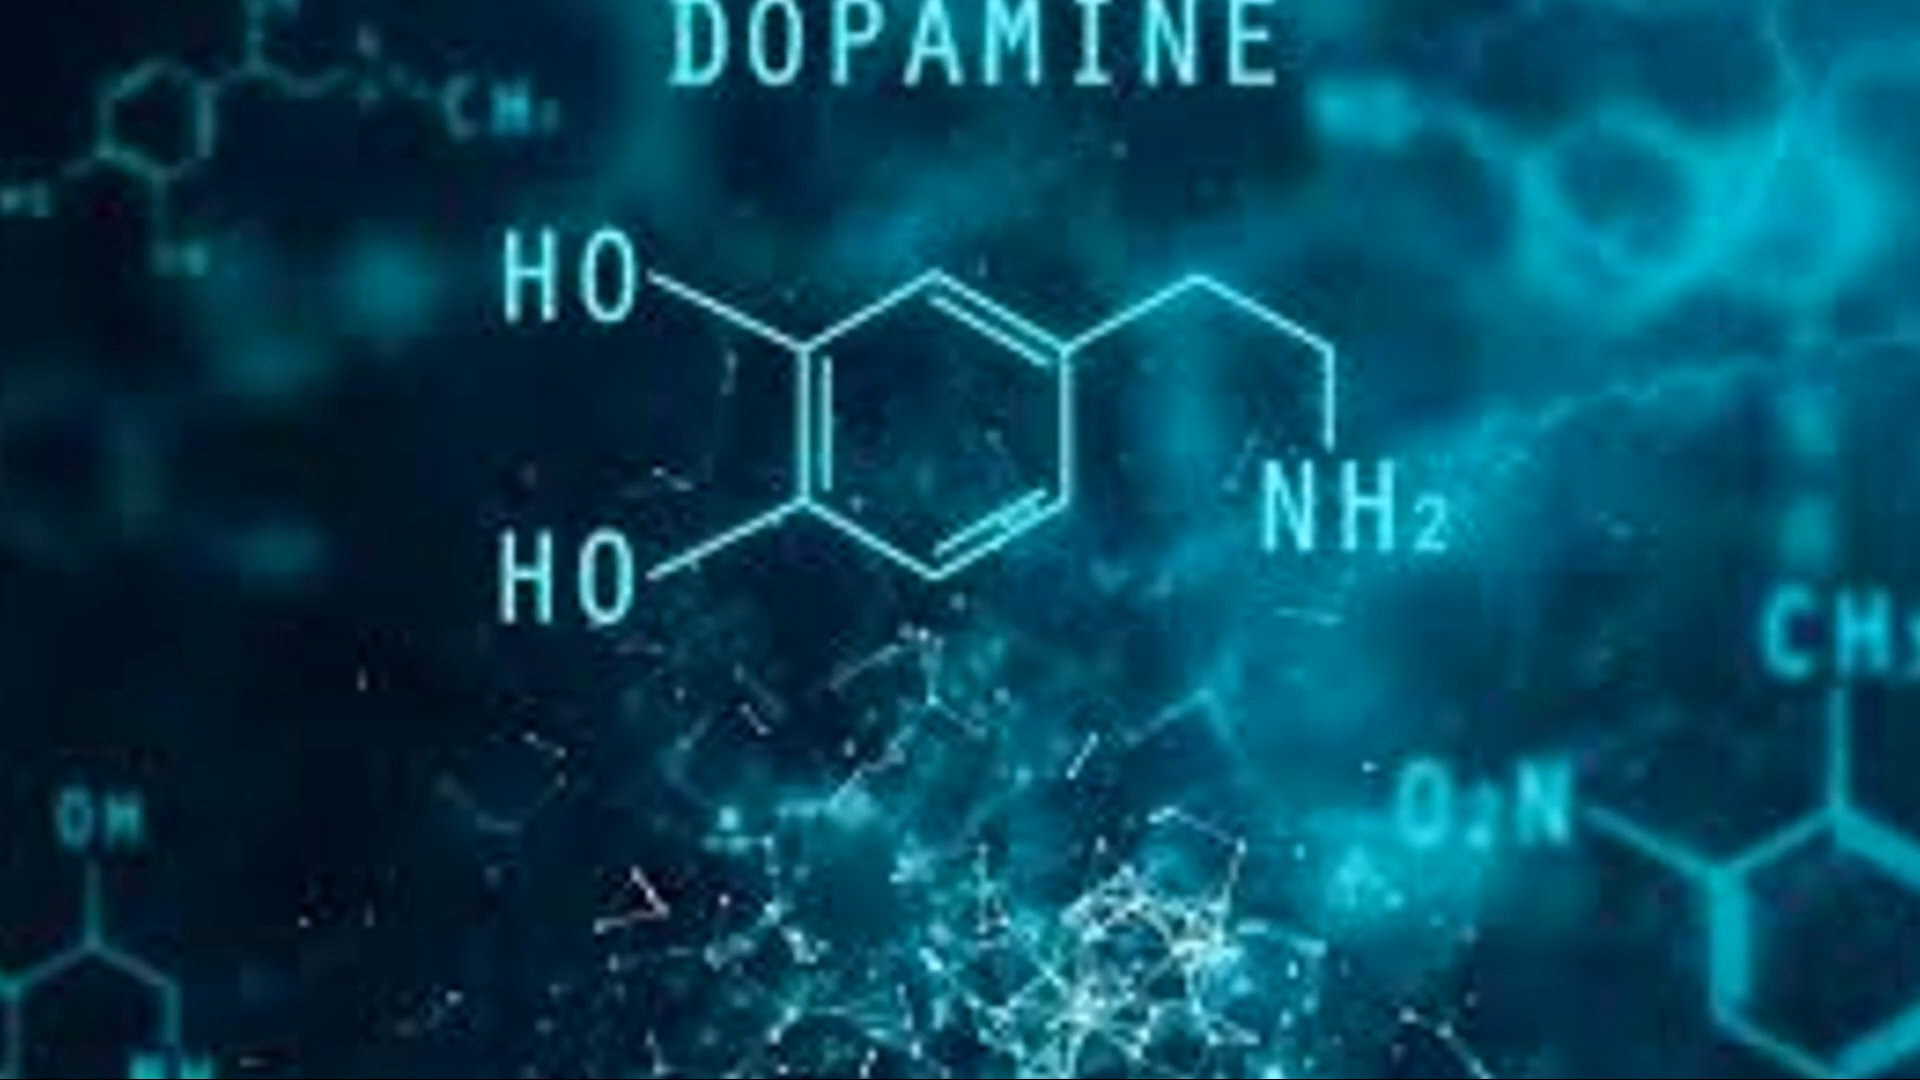 DOPAMINE
HO
HO
NH2
CH3
O2N
OH